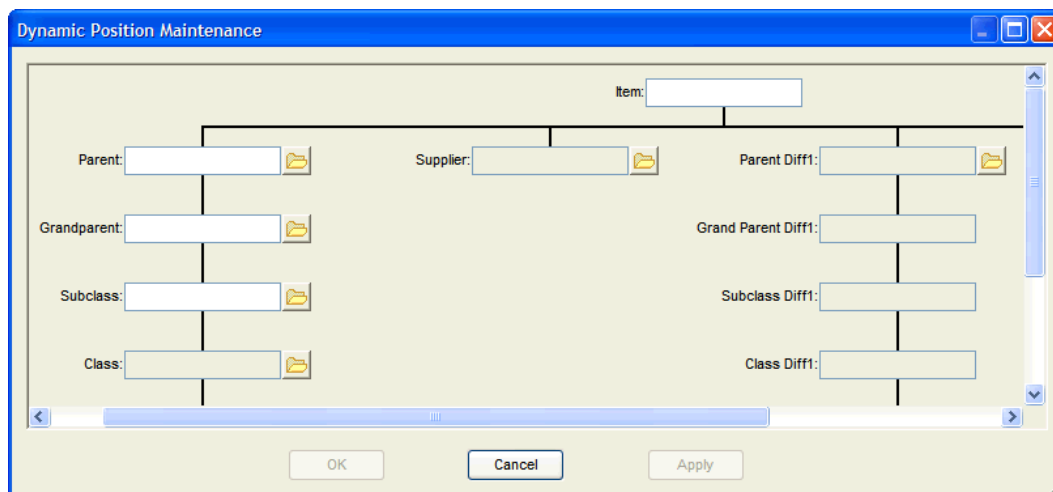 Dynamic Position Maintenance
Item:
Parent:
Supplier:
Parent Diff1:
Grandparent:
Grand Parent Diff1:
Subclass:
Subclass Diff1:
Class:
Class Diff1:
OK
Cancel
Apply